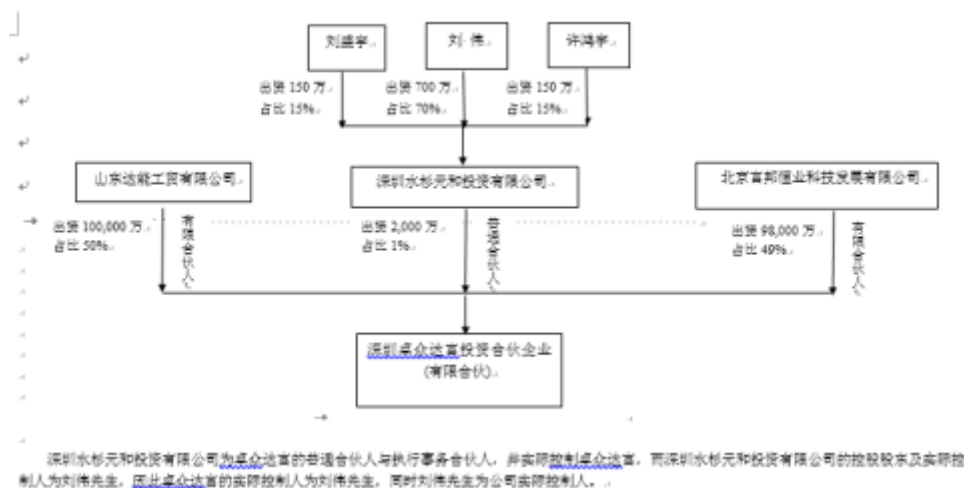 刘盛宇
刘 伟
许鸿宇
出资 150 万
占比 15%
出资 700 万
占比 70%
出资 150 万
占比 15%
山东达能工贸有限公司
深圳水杉元和投资有限公司
北京富邦恒业科技发展有限公司
出资 100,000 万
占比 50%
有限合伙人
出资 2,000 万
占比 1%
普通合伙人
出资 98,000 万
占比 49%
有限合伙人
深圳卓众达富投资合伙企业
(有限合伙)
深圳水杉元和投资有限公司为卓众达富的普通合伙人与执行事务合伙人，并实际控制卓众达富，而深圳水杉元和投资有限公司的控股股东及实际控
制人为刘伟先生，因此卓众达富的实际控制人为刘伟先生，同时刘伟先生为公司实际控制人。